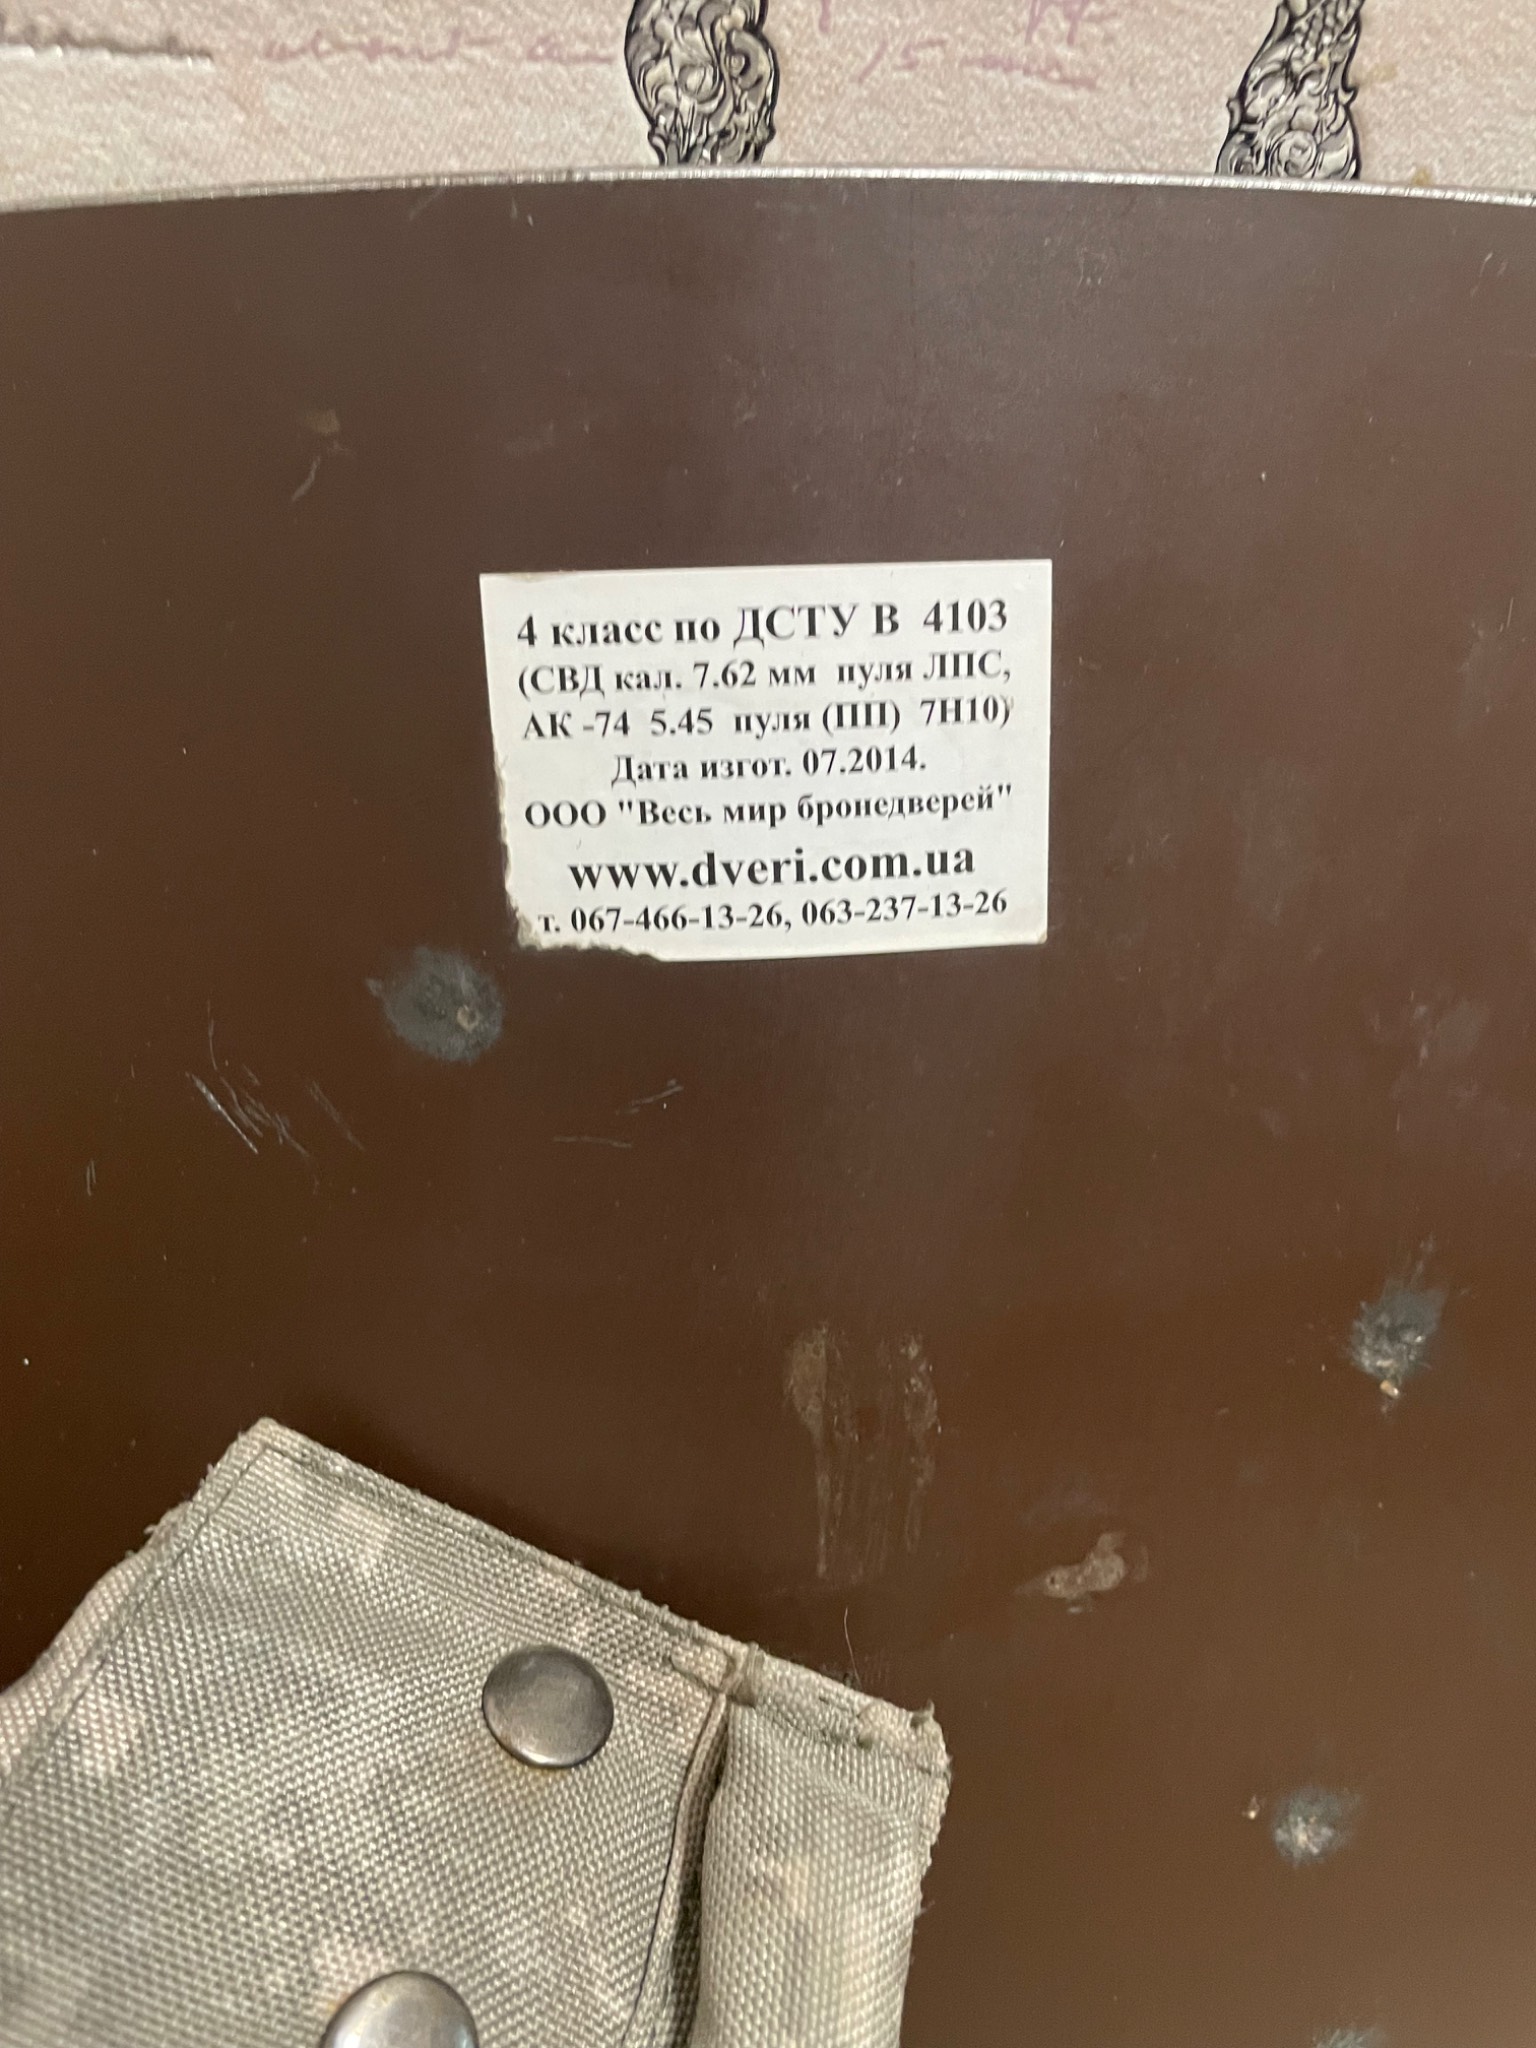 about a
15
4 класс по ДСТУ В 4103
(СВД кал. 7.62 мм пуля ЛПС,
АК -74 5.45 пуля (ПП) 7Н10)
Дата изгот. 07.2014.
ООО "Весь мир бронедверей"
www.dveri.com.ua
т. 067-466-13-26, 063-237-13-26